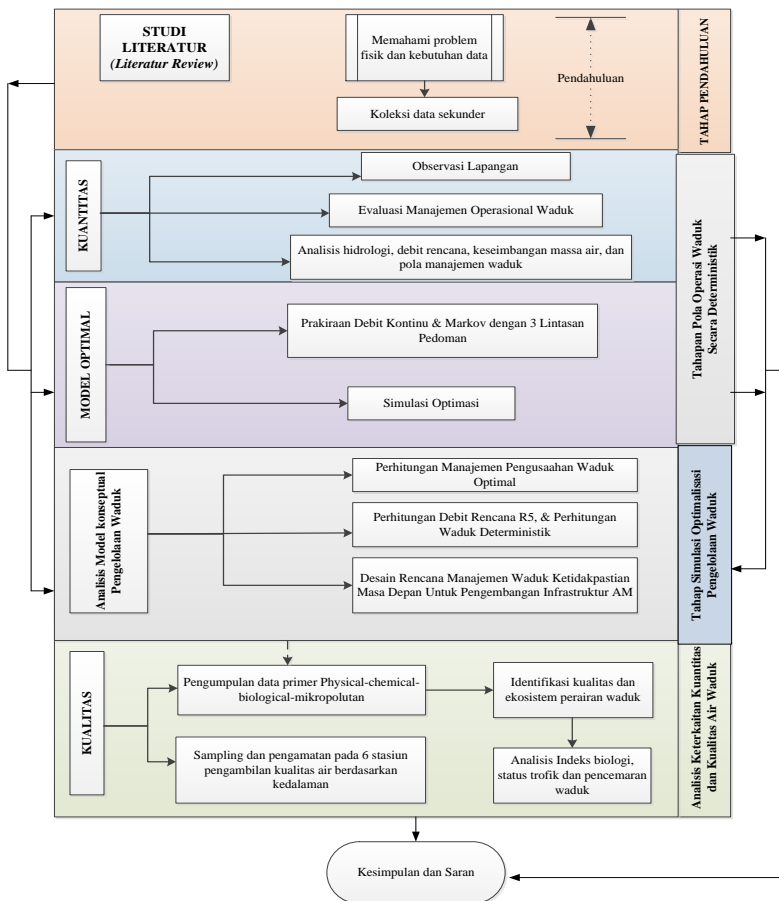 STUDI
LITERATUR
(Literatur Review)
Memahami problem
fisik dan kebutuhan data
Pendahuluan
Koleksi data sekunder
TAHAP PENDAHULUAN
KUANTITAS
Observasi Lapangan
Evaluasi Manajemen Operasional Waduk
Analisis hidrologi, debit rencana, keseimbangan massa air, dan
pola manajemen waduk
MODEL OPTIMAL
Prakiraan Debit Kontinu & Markov dengan 3 Lintasan
Pedoman
Simulasi Optimasi
Tahapan Pola Operasi Waduk
Secara Deterministik
Analisis Model konseptual
Pengelolaan Waduk
Perhitungan Manajemen Pengusaahan Waduk
Optimal
Perhitungan Debit Rencana R5, & Perhitungan
Waduk Deterministik
Desain Rencana Manajemen Waduk Ketidakpastian
Masa Depan Untuk Pengembangan Infrastruktur AM
Tahap Simulasi Optimalisasi
Pengelolaan Waduk
KUALITAS
Pengumpulan data primer Physical-chemical-
biological-mikropolutan
Identifikasi kualitas dan
ekosistem perairan waduk
Sampling dan pengamatan pada 6 stasiun
pengambilan kualitas air berdasarkan
kedalaman
Analisis Indeks biologi,
status trofik dan pencemaran
waduk
Analisis Keterkaitan Kuantitas
dan Kualitas Air Waduk
Kesimpulan dan Saran